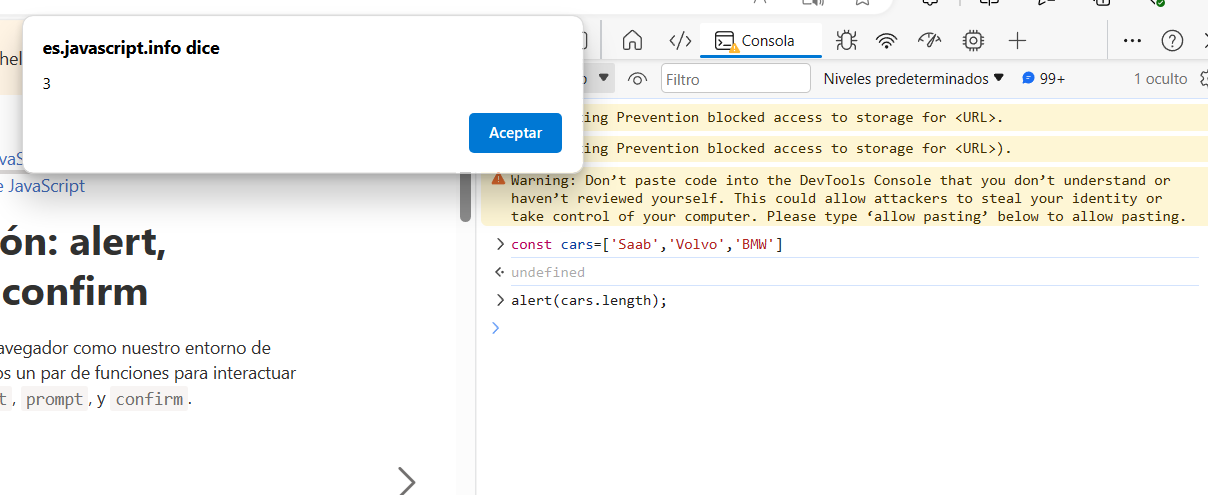 es.javascript.info dice
3
Aceptar
Consola
Filtro
Niveles predeterminados
99+
1 oculto
Prevention blocked access to storage for <URL>.
Prevention blocked access to storage for <URL>).
Warning: Don’t paste code into the DevTools Console that you don’t understand or
haven’t reviewed yourself. This could allow attackers to steal your identity or
take control of your computer. Please type ‘allow pasting’ below to allow pasting.
const cars=['Saab','Volvo','BMW']
undefined
alert(cars.length);
JavaScript
ón: alert,
confirm
avegador como nuestro entorno de
os un par de funciones para interactuar
t, prompt, y confirm.